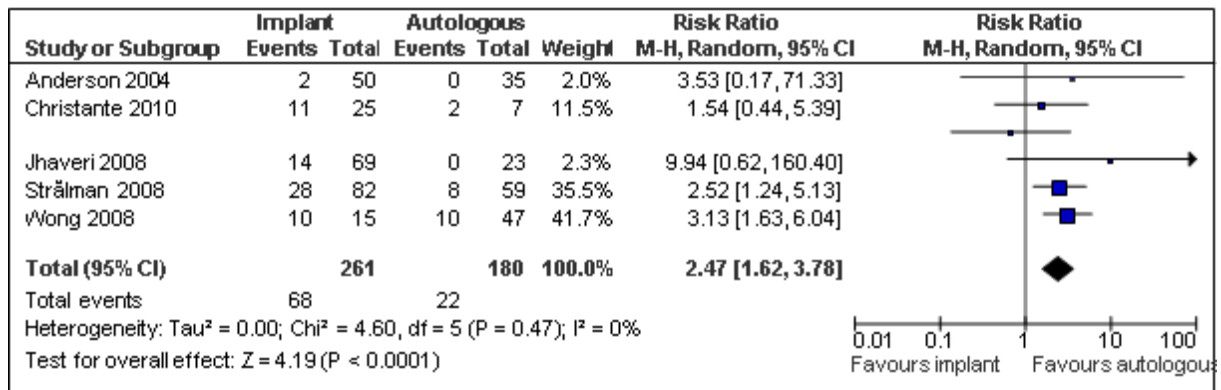 Implant Autologous Risk Ratio Risk Ratio
Study or Subgroup Events Total Events Total Weight M-H, Random, 95% CI M-H, Random, 95% CI
Anderson 2004 2 50 0 35 2.0% 3.53 [0.17, 71.33]
Christante 2010 11 25 2 7 11.5% 1.54 [0.44, 5.39]
Jhaveri 2008 14 69 0 23 2.3% 9.94 [0.62, 160.40]
Strålman 2008 28 82 8 59 35.5% 2.52 [1.24, 5.13]
Wong 2008 10 15 10 47 41.7% 3.13 [1.63, 6.04]
Total (95% CI) 261 180 100.0% 2.47 [1.62, 3.78]
Total events 68 22
Heterogeneity: Tau² = 0.00; Chi² = 4.60, df = 5 (P = 0.47); I² = 0%
Test for overall effect: Z = 4.19 (P < 0.0001)
0.01 0.1 1 10 100
Favours implant Favours autologous